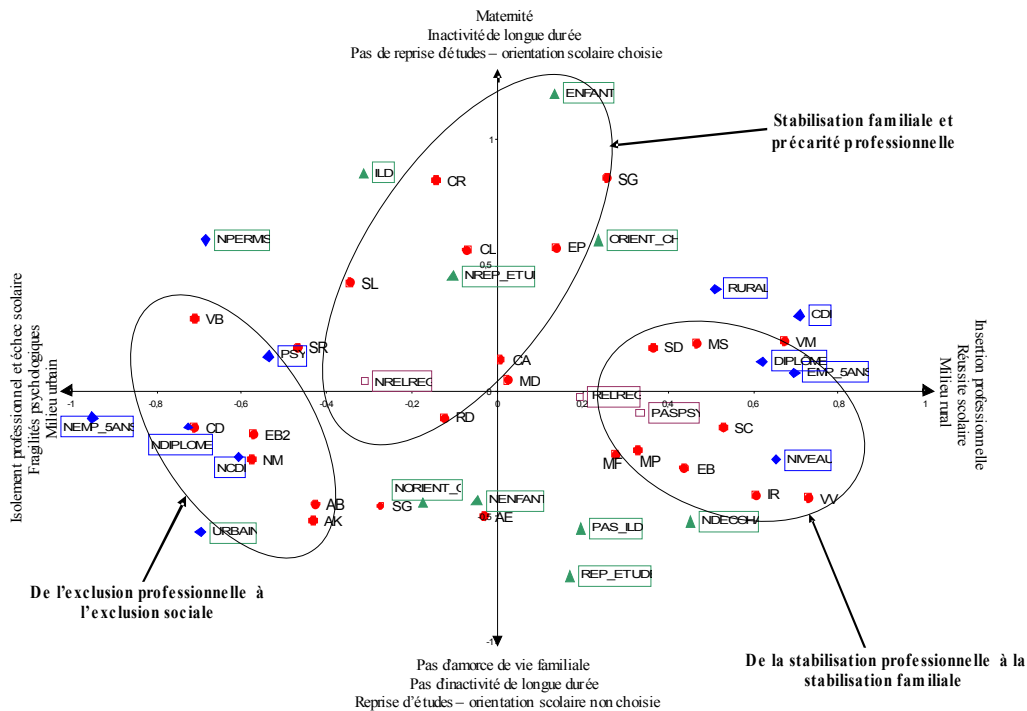 Maternité
Inactivité de longue durée
Pas de reprise d'études – orientation scolaire choisie
ENFANT
Stabilisation familiale et
précarité professionnelle
1
ILD
CR
SG
NPERMIS
CL
EP
ORIENT_CH
0,5
NREP_ETUD
SL
RURAL
CDI
VB
SR
PSY
SD
MS
VM
CA
DIPLOME
EMP_5ANS
NRELREG
MD
-1
-0,8
-0,6
-0,4
-0,2
0
0,2
0,4
0,6
0,8
1
RELREG
PASPSY
NEMP_5ANS
RD
CD
NDIPLOME
EB2
SC
NM
NCDI
MF
MP
EB
NIVEAU
NORIENT_C
AB
SG
NENFANT
IR
VV
AK
-0,5
AE
URBAIN
PAS_ILD
NDECOHA
REP_ETUDE
Isolement professionnel et échec scolaire
Fragilités psychologiques
Milieu urbain
Insertion professionnelle
Réussite scolaire
Milieu rural
De l'exclusion professionnelle à
l'exclusion sociale
-1
De la stabilisation professionnelle à la
stabilisation familiale
Pas d'amorce de vie familiale
Pas d'inactivité de longue durée
Reprise d'études – orientation scolaire non choisie